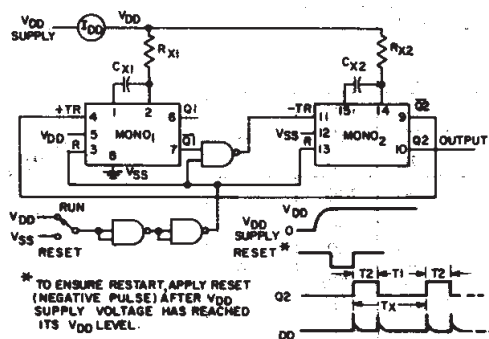 VDD SUPPLY
IDD
VDD
RX1
RX2
CX1
CX2
+TR 4
1 2
6 Q1
VDD 5
MONO1
R 3
8
7 Q1
VSS
-TR 11
15 14
9 Q2
VSS 12
MONO2
R 13
10 Q2 OUTPUT
VDD RUN
VSS
RESET
* TO ENSURE RESTART, APPLY RESET
(NEGATIVE PULSE) AFTER VDD
SUPPLY VOLTAGE HAS REACHED
ITS VDD LEVEL.
VDD
VDD SUPPLY 0
RESET *
T2 T1 T2
Q2
TX
DD